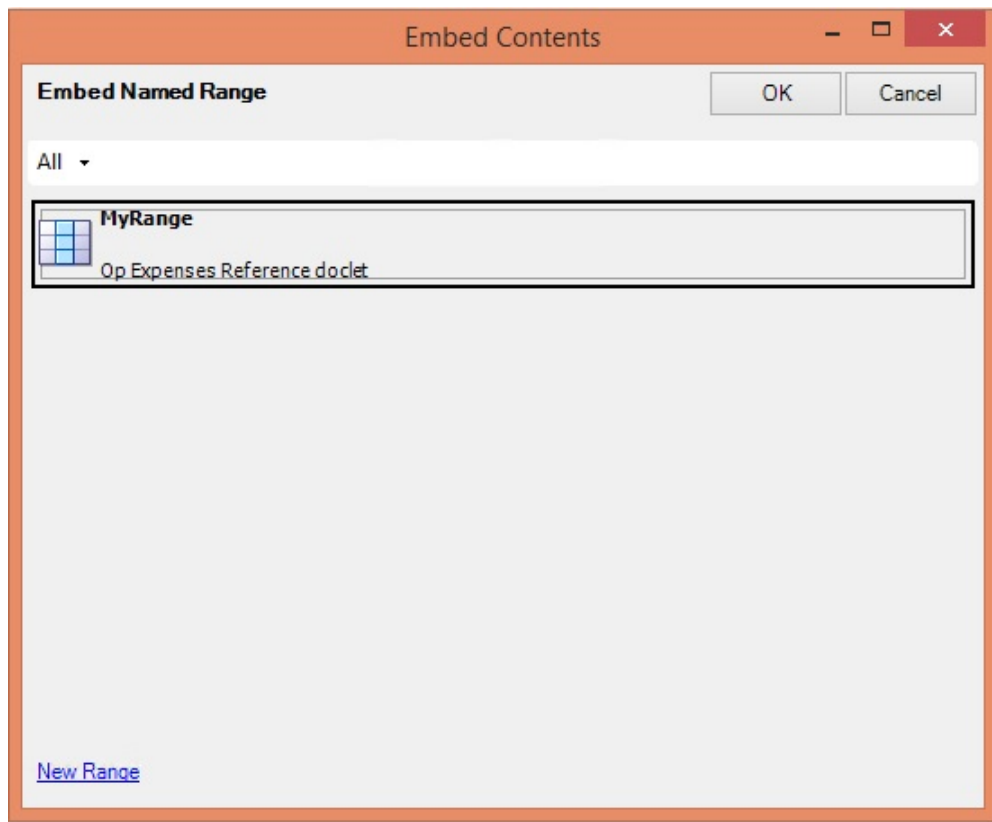 Embed Contents
Embed Named Range
OK
Cancel
All
MyRange
Op Expenses Reference doclet
New Range